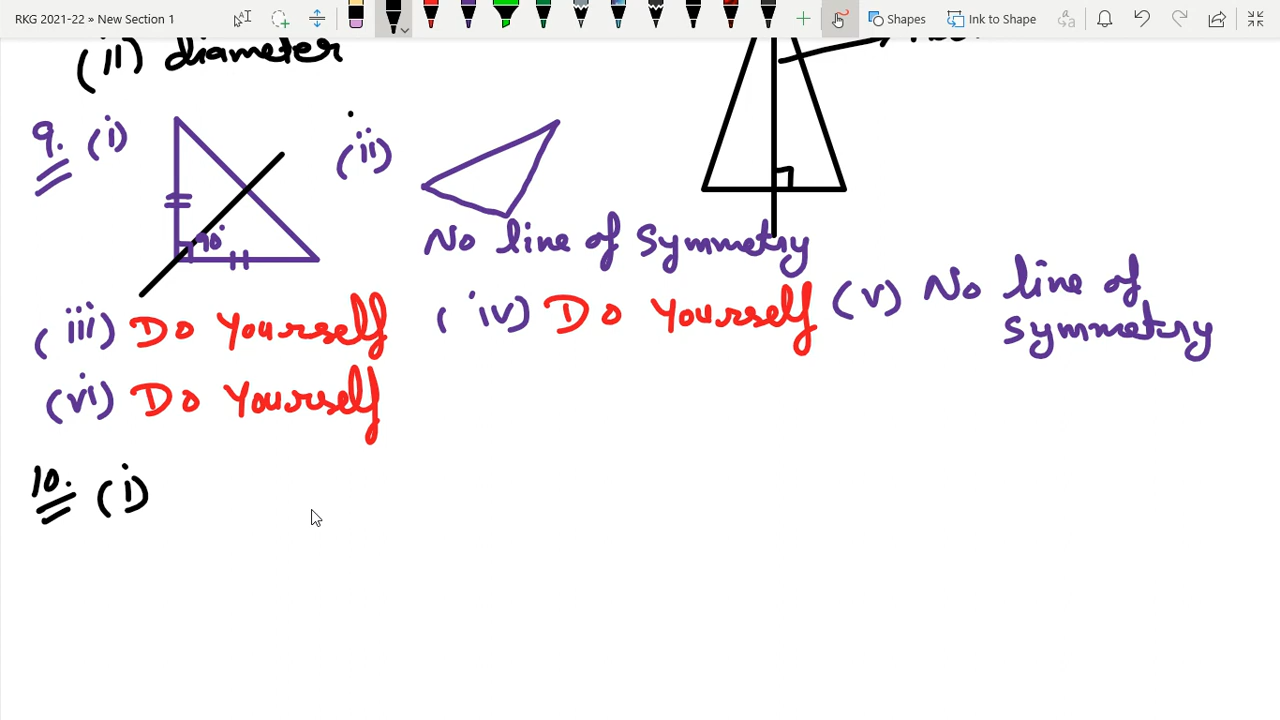 RKG 2021-22 » New Section 1
Shapes
Ink to Shape
(ii) diameter
9. (i)
90°
(ii)
No line of Symmetry
(iii) Do Yourself
(iv) Do Yourself
(v) No line of
Symmetry
(vi) Do Yourself
10. (i)